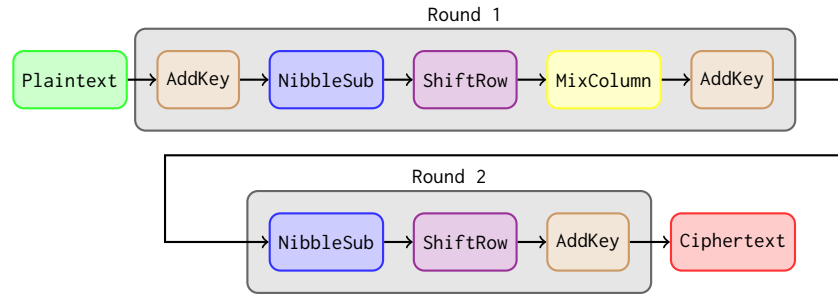 Round 1
Plaintext AddKey NibbleSub ShiftRow MixColumn AddKey
Round 2
NibbleSub ShiftRow AddKey Ciphertext